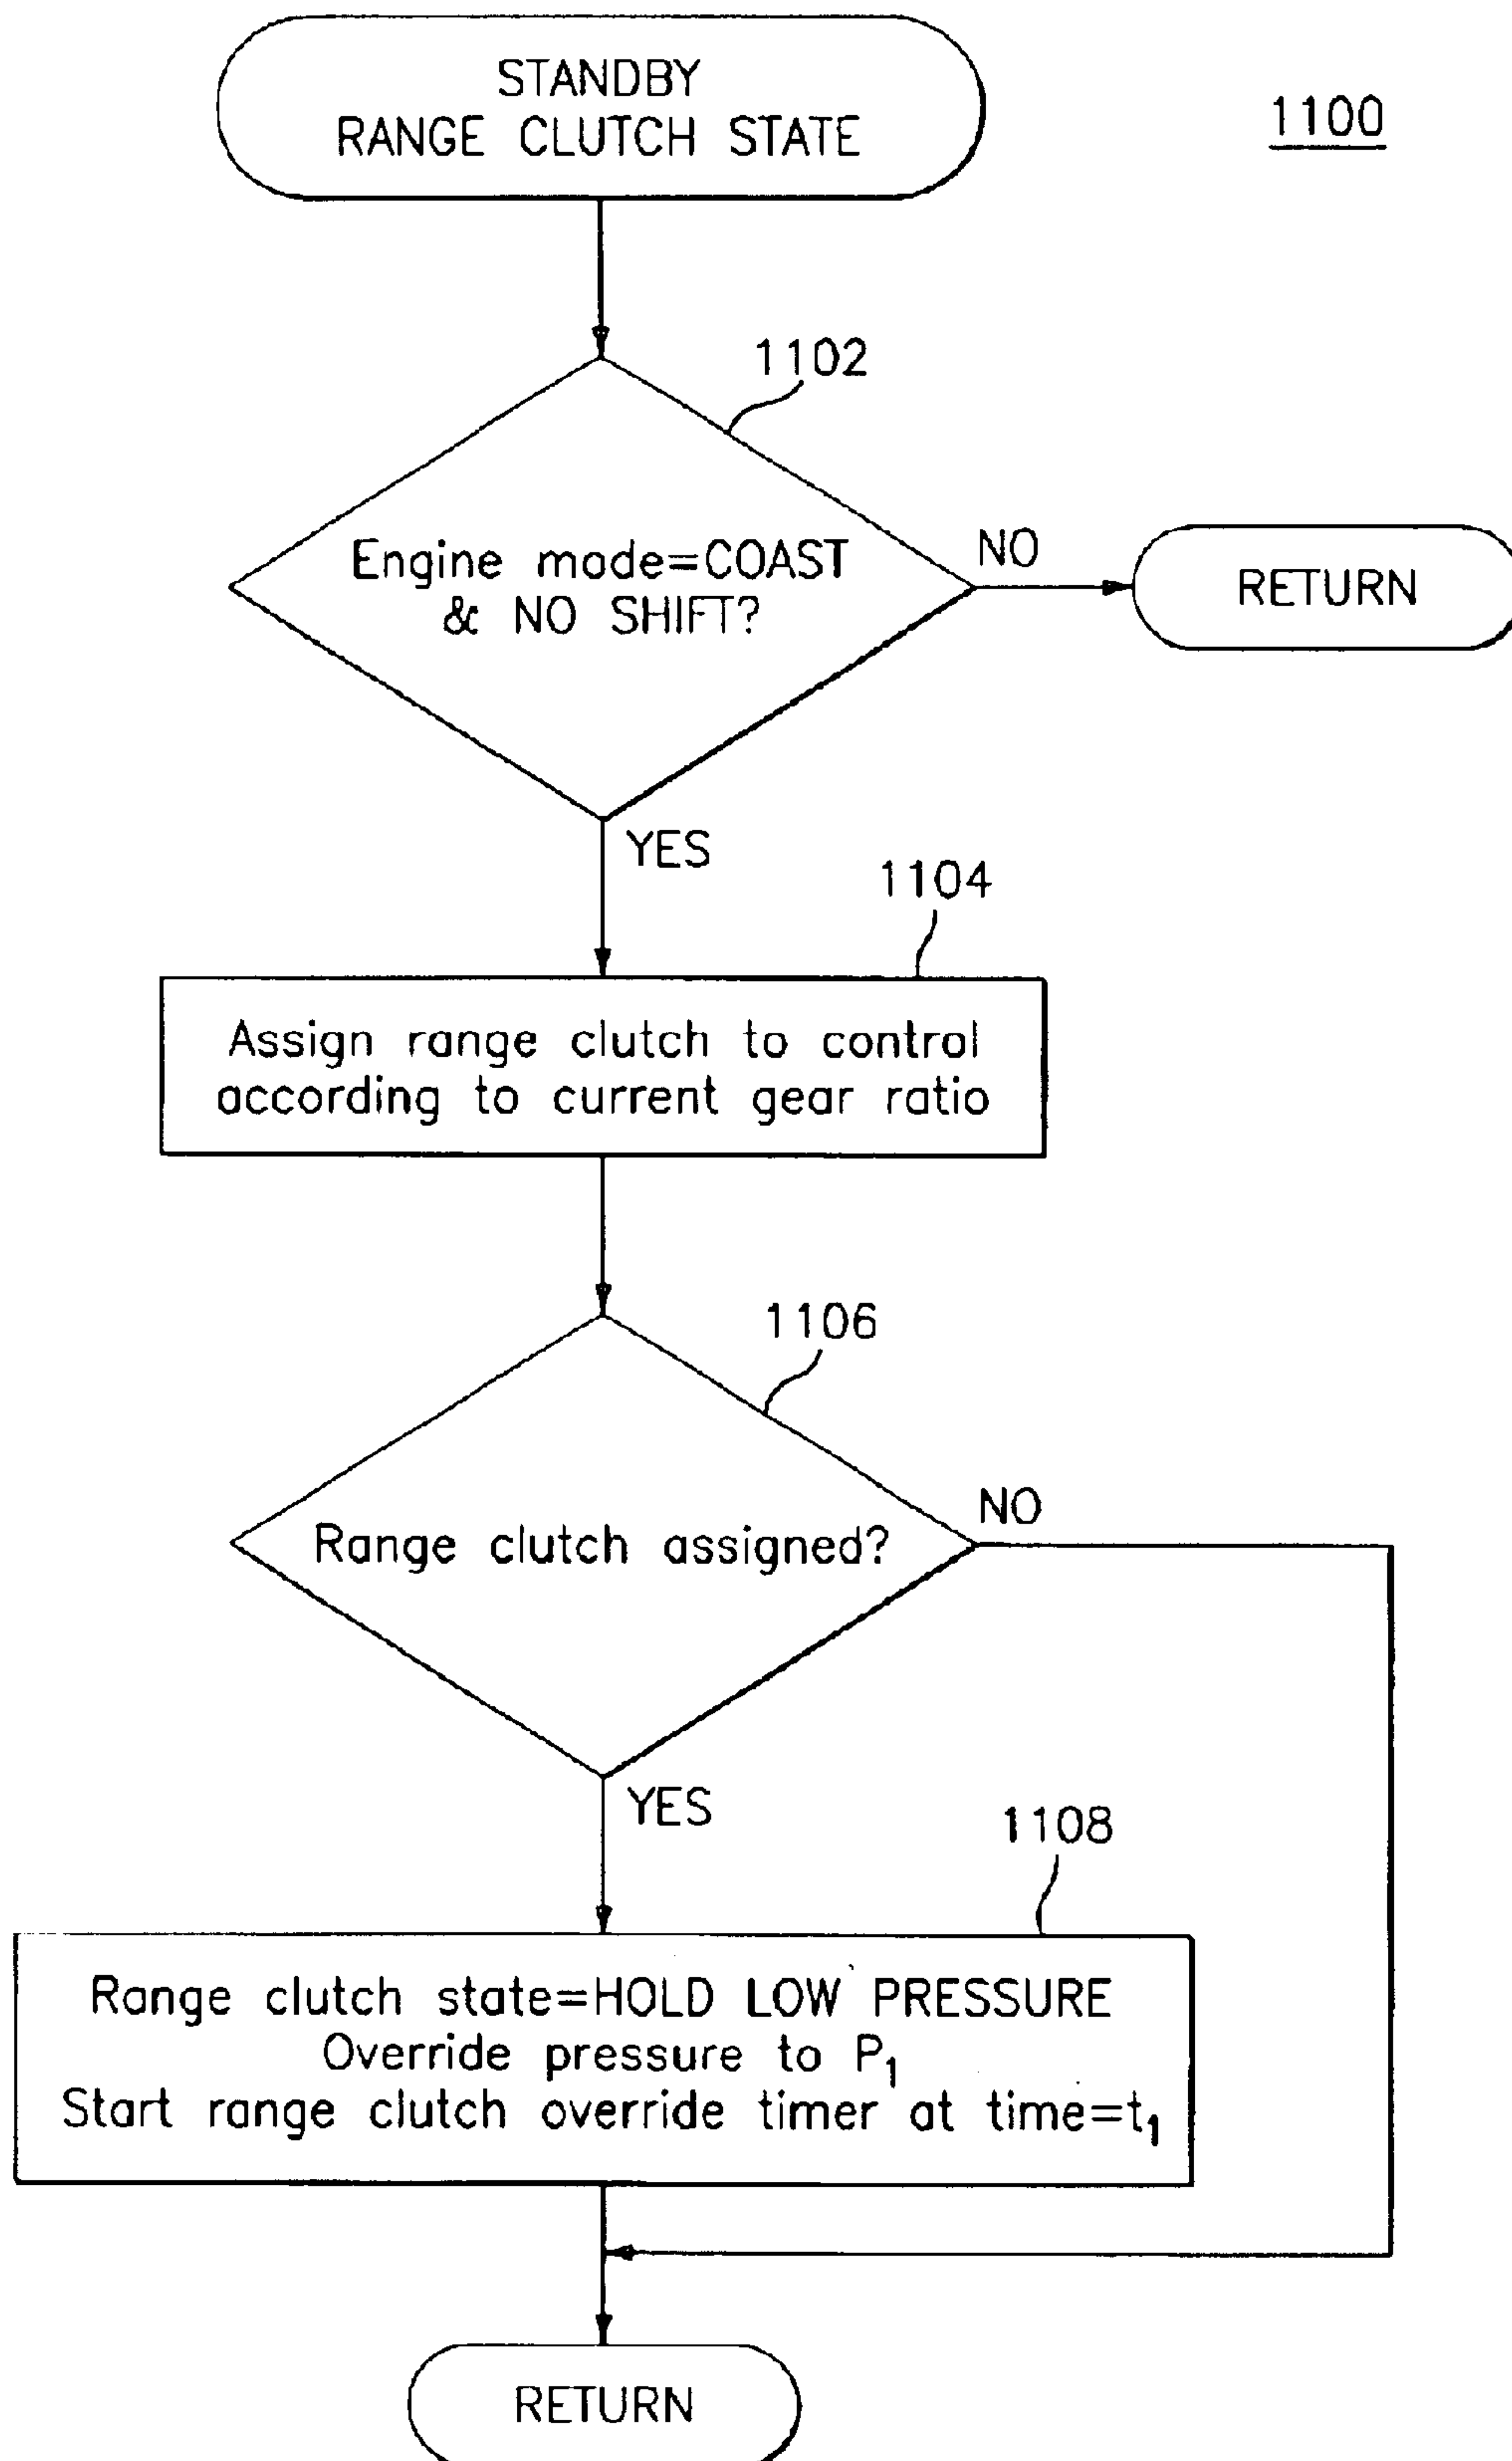 STANDBY
RANGE CLUTCH STATE
1100
1102
Engine mode=COAST
& NO SHIFT?
NO
RETURN
YES
1104
Assign range clutch to control
according to current gear ratio
1106
Range clutch assigned?
NO
YES
1108
Range clutch state=HOLD LOW PRESSURE
Override pressure to P₁
Start range clutch override timer at time=t₁
RETURN